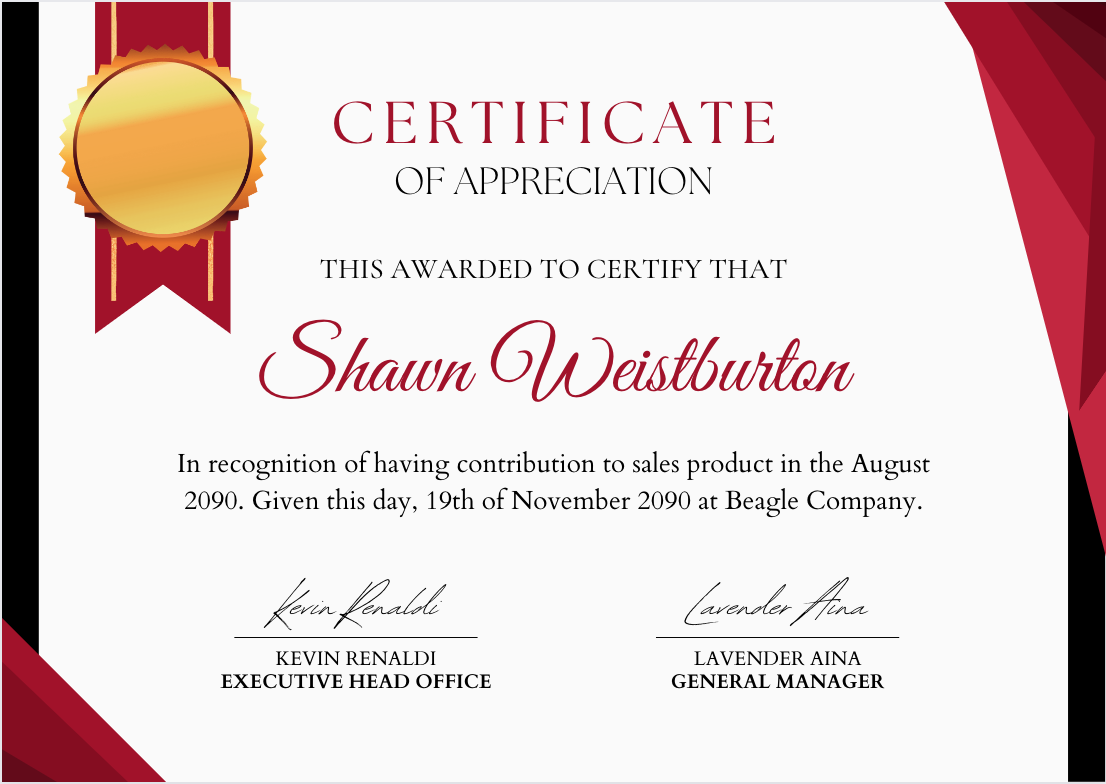 CERTIFICATE
OF APPRECIATION
THIS AWARDED TO CERTIFY THAT
Shawn Weistburton
In recognition of having contribution to sales product in the August
2090. Given this day, 19th of November 2090 at Beagle Company.
Kevin Renaldi
Lavender Aina
KEVIN RENALDI
EXECUTIVE HEAD OFFICE
LAVENDER AINA
GENERAL MANAGER